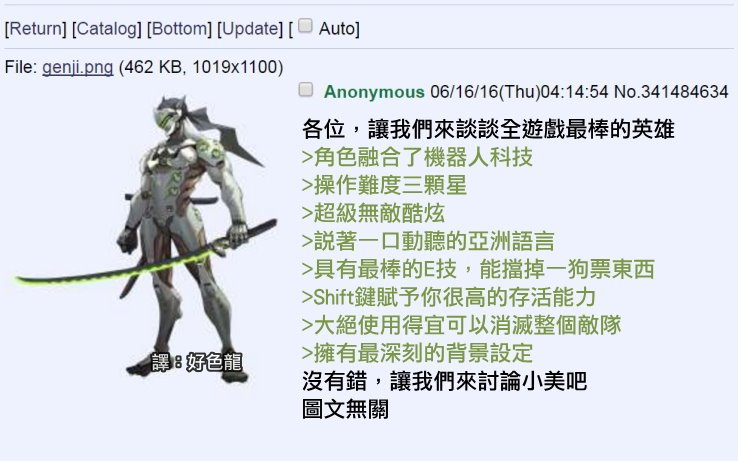 [Return] [Catalog] [Bottom] [Update] [ Auto]
File: genji.png (462 KB, 1019x1100)
Anonymous 06/16/16(Thu)04:14:54 No.341484634
各位，讓我們來談談全遊戲最棒的英雄
>角色融合了機器人科技
>操作難度三顆星
>超級無敵酷炫
>説著一口動聽的亞洲語言
>具有最棒的E技，能擋掉一狗票東西
>Shift鍵賦予你很高的存活能力
>大絕使用得宜可以消滅整個敵隊
>擁有最深刻的背景設定
譯：好色龍
沒有錯，讓我們來討論小美吧
圖文無關